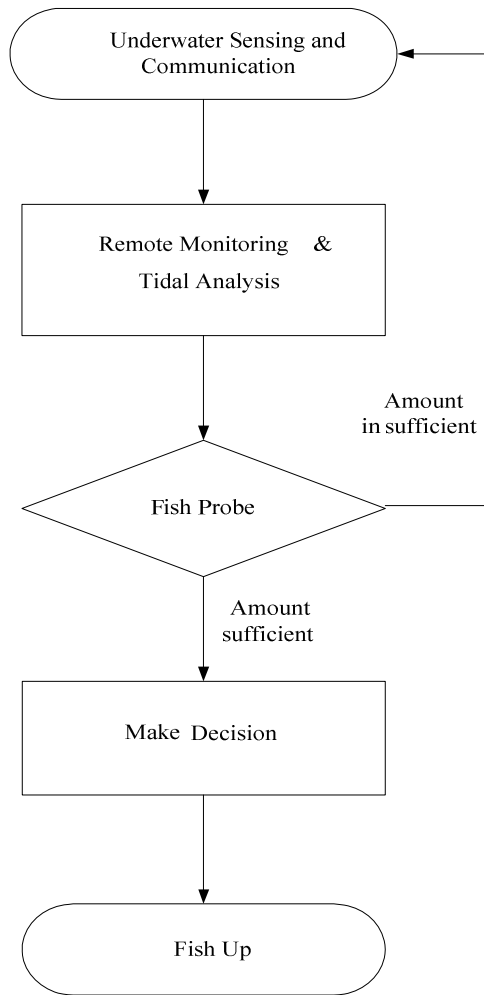 Underwater Sensing and
Communication
Remote Monitoring &
Tidal Analysis
Amount
in sufficient
Fish Probe
Amount
sufficient
Make Decision
Fish Up